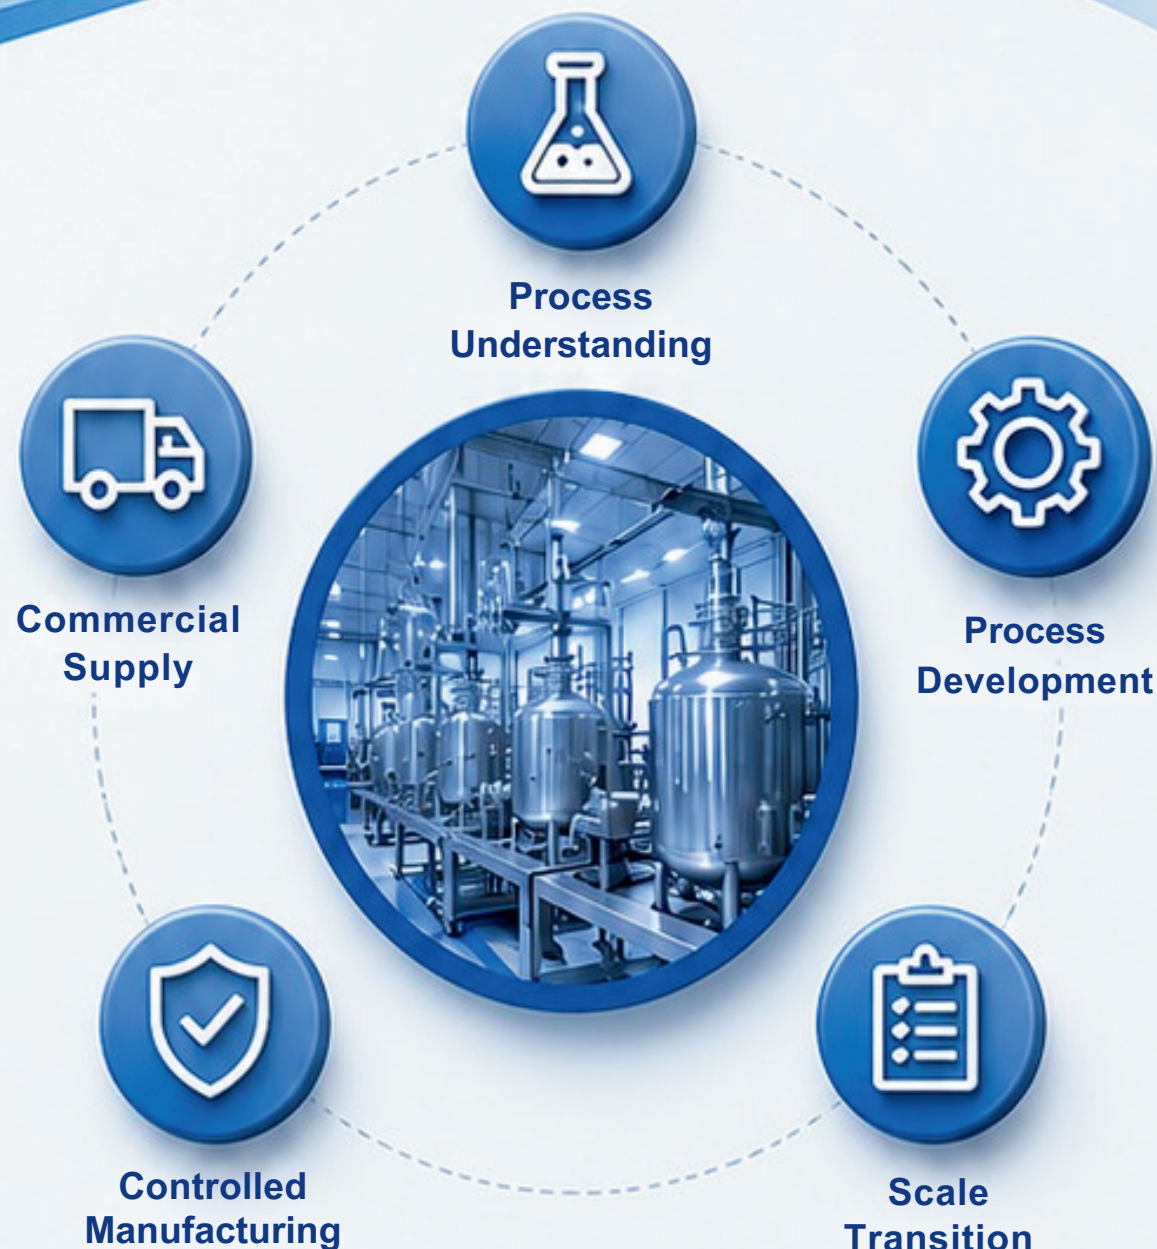 Process
Understanding
Process
Development
Scale
Transition
Controlled
Manufacturing
Commercial
Supply